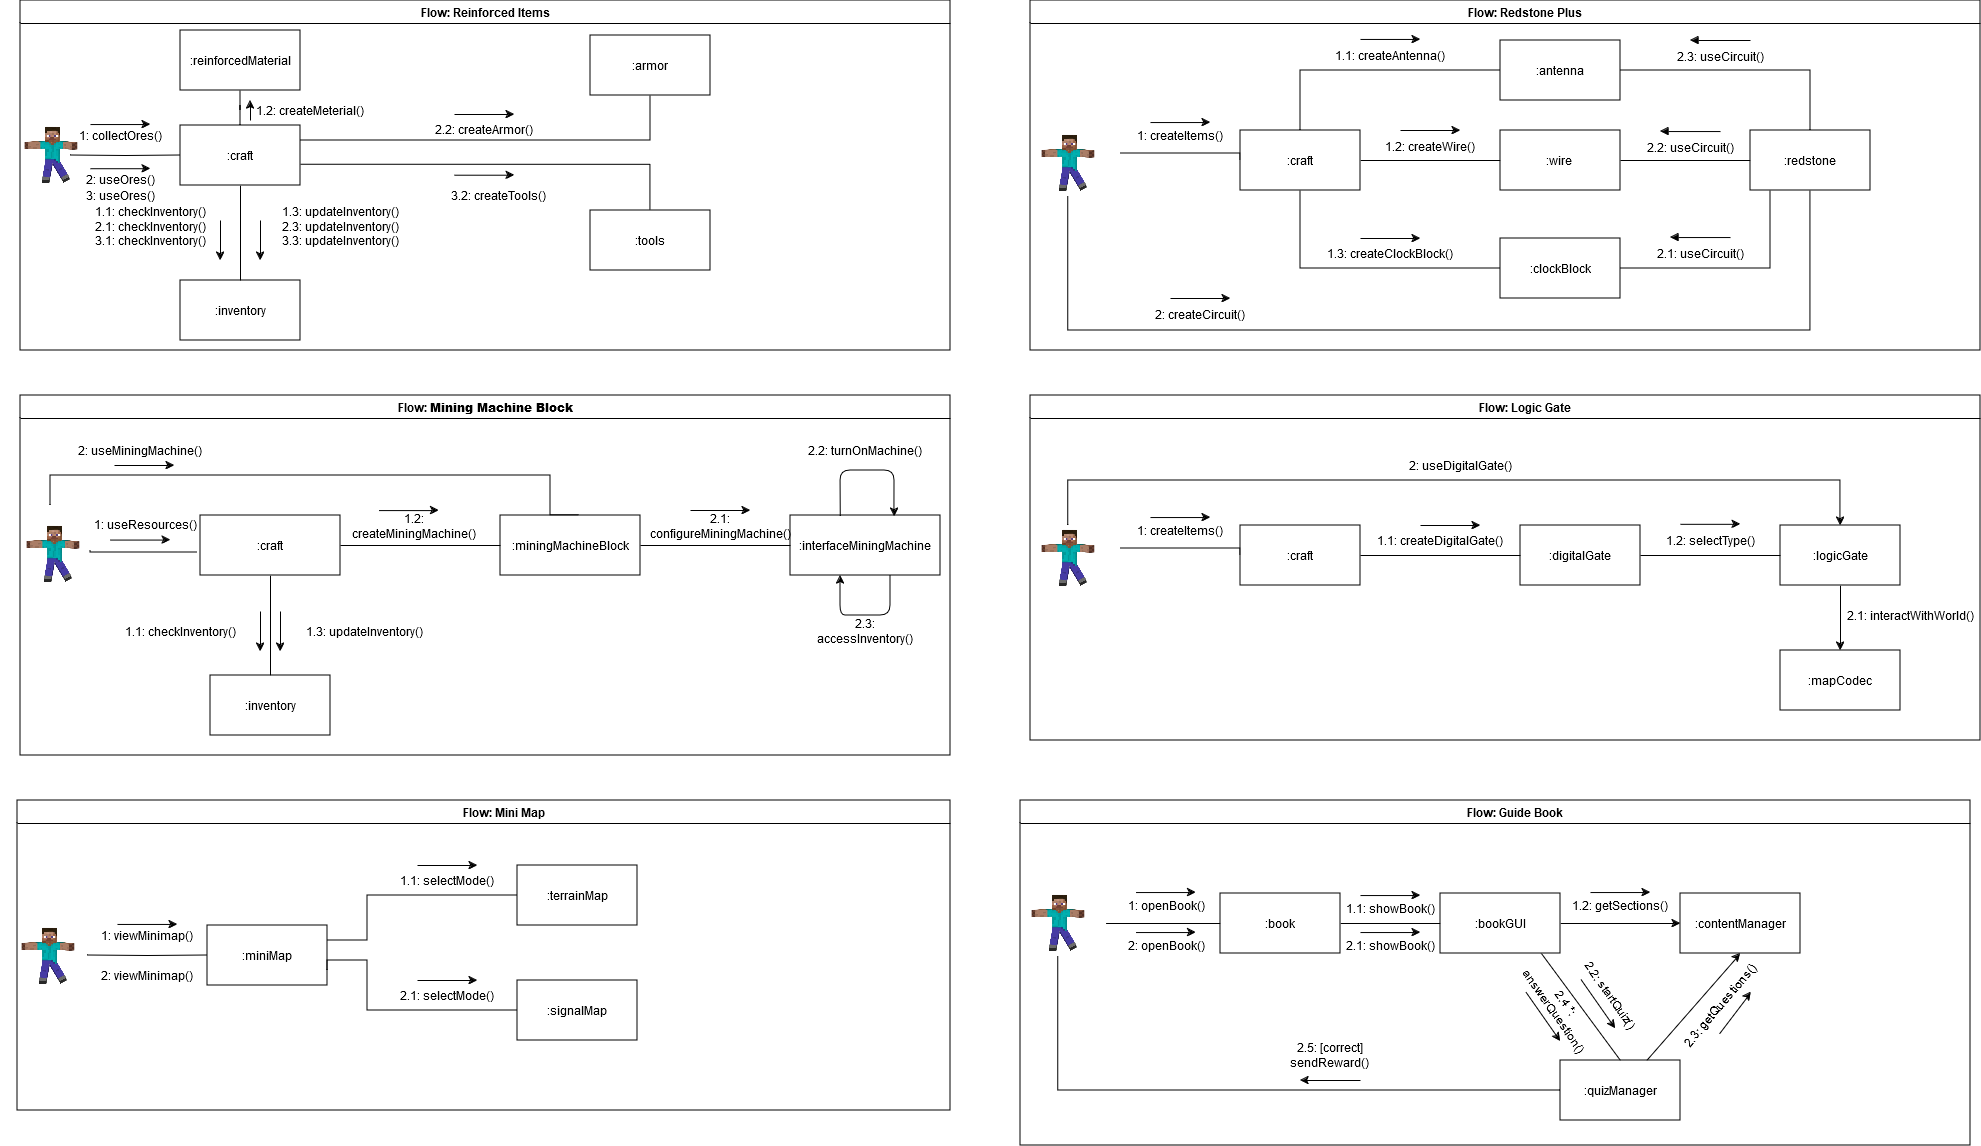 Flow: Reinforced Items
:reinforcedMaterial
:armor
1.2: createMeterial()
1: collectOres()
2.2: createArmor()
:craft
2: useOres()
3: useOres()
3.2: createTools()
1.1: checkInventory()
2.1: checkInventory()
3.1: checkInventory()
1.3: updateInventory()
2.3: updateInventory()
3.3: updateInventory()
:tools
:inventory
Flow: Redstone Plus
1.1: createAntenna()
:antenna
2.3: useCircuit()
1: createItems()
:craft
1.2: createWire()
:wire
2.2: useCircuit()
:redstone
1.3: createClockBlock()
:clockBlock
2.1: useCircuit()
2: createCircuit()
Flow: Mining Machine Block
2: useMiningMachine()
2.2: turnOnMachine()
1: useResources()
:craft
1.2:
createMiningMachine()
:miningMachineBlock
2.1:
configureMiningMachine()
:interfaceMiningMachine
1.1: checkInventory()
1.3: updateInventory()
2.3:
accessInventory()
:inventory
Flow: Logic Gate
2: useDigitalGate()
1: createItems()
:craft
1.1: createDigitalGate()
:digitalGate
1.2: selectType()
:logicGate
2.1: interactWithWorld()
:mapCodec
Flow: Mini Map
1.1: selectMode()
:terrainMap
1: viewMinimap()
:miniMap
2: viewMinimap()
2.1: selectMode()
:signalMap
Flow: Guide Book
1: openBook()
:book
1.1: showBook()
:bookGUI
1.2: getSections()
:contentManager
2: openBook()
2.1: showBook()
2.4 *:
answerQuestion()
2.2: startQuiz()
2.3: getQuestions()
2.5: [correct]
sendReward()
:quizManager